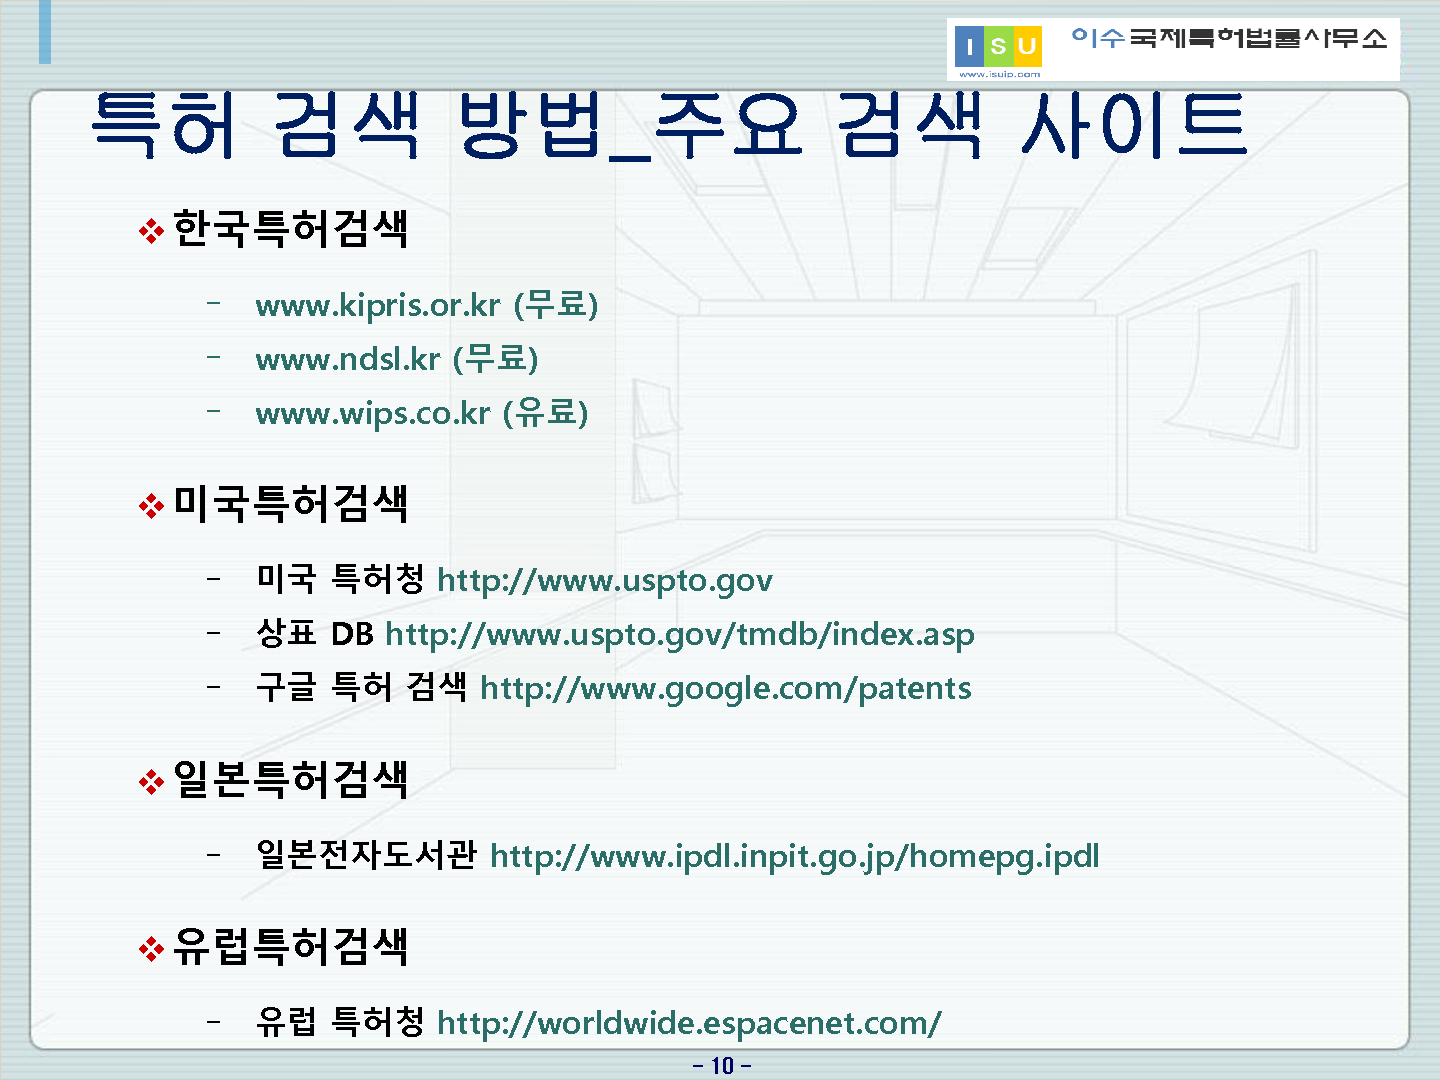 ISU
www.isuip.com
이수국제특허법률사무소
특허 검색 방법_주요 검색 사이트
❖ 한국특허검색
– www.kipris.or.kr (무료)
– www.ndsl.kr (무료)
– www.wips.co.kr (유료)
❖ 미국특허검색
– 미국 특허청 http://www.uspto.gov
– 상표 DB http://www.uspto.gov/tmdb/index.asp
– 구글 특허 검색 http://www.google.com/patents
❖ 일본특허검색
– 일본전자도서관 http://www.ipdl.inpit.go.jp/homepg.ipdl
❖ 유럽특허검색
– 유럽 특허청 http://worldwide.espacenet.com/
- 10 -